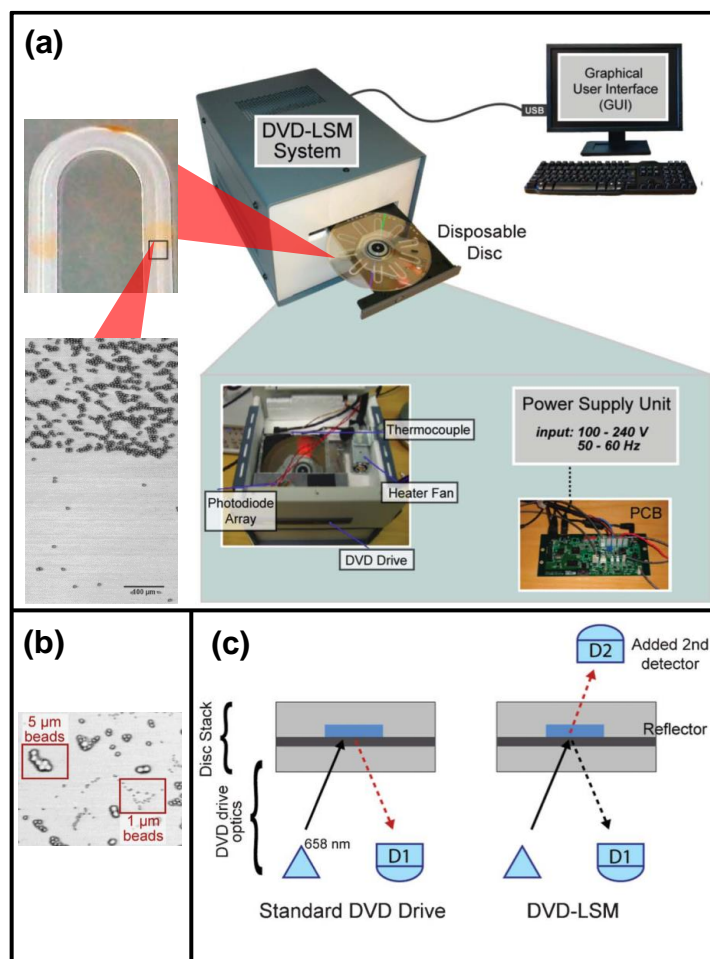 (a)
DVD-LSM
System
USB
Graphical
User Interface
(GUI)
Disposable
Disc
Thermocouple
Photodiode
Array
Heater Fan
DVD Drive
Power Supply Unit
input: 100 - 240 V
50 - 60 Hz
PCB
(b)
5 µm
beads
1 µm
beads
(c)
Disc Stack
DVD drive
optics
658 nm
D1
Standard DVD Drive
D2
Added 2nd
detector
Reflector
D1
DVD-LSM